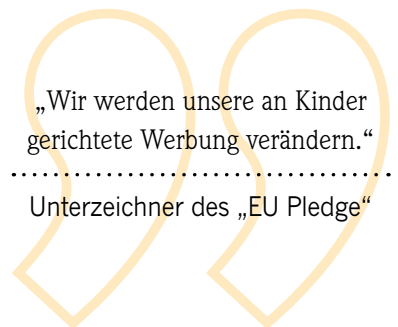 „Wir werden unsere an Kinder
gerichtete Werbung verändern.“
Unterzeichner des „EU Pledge“